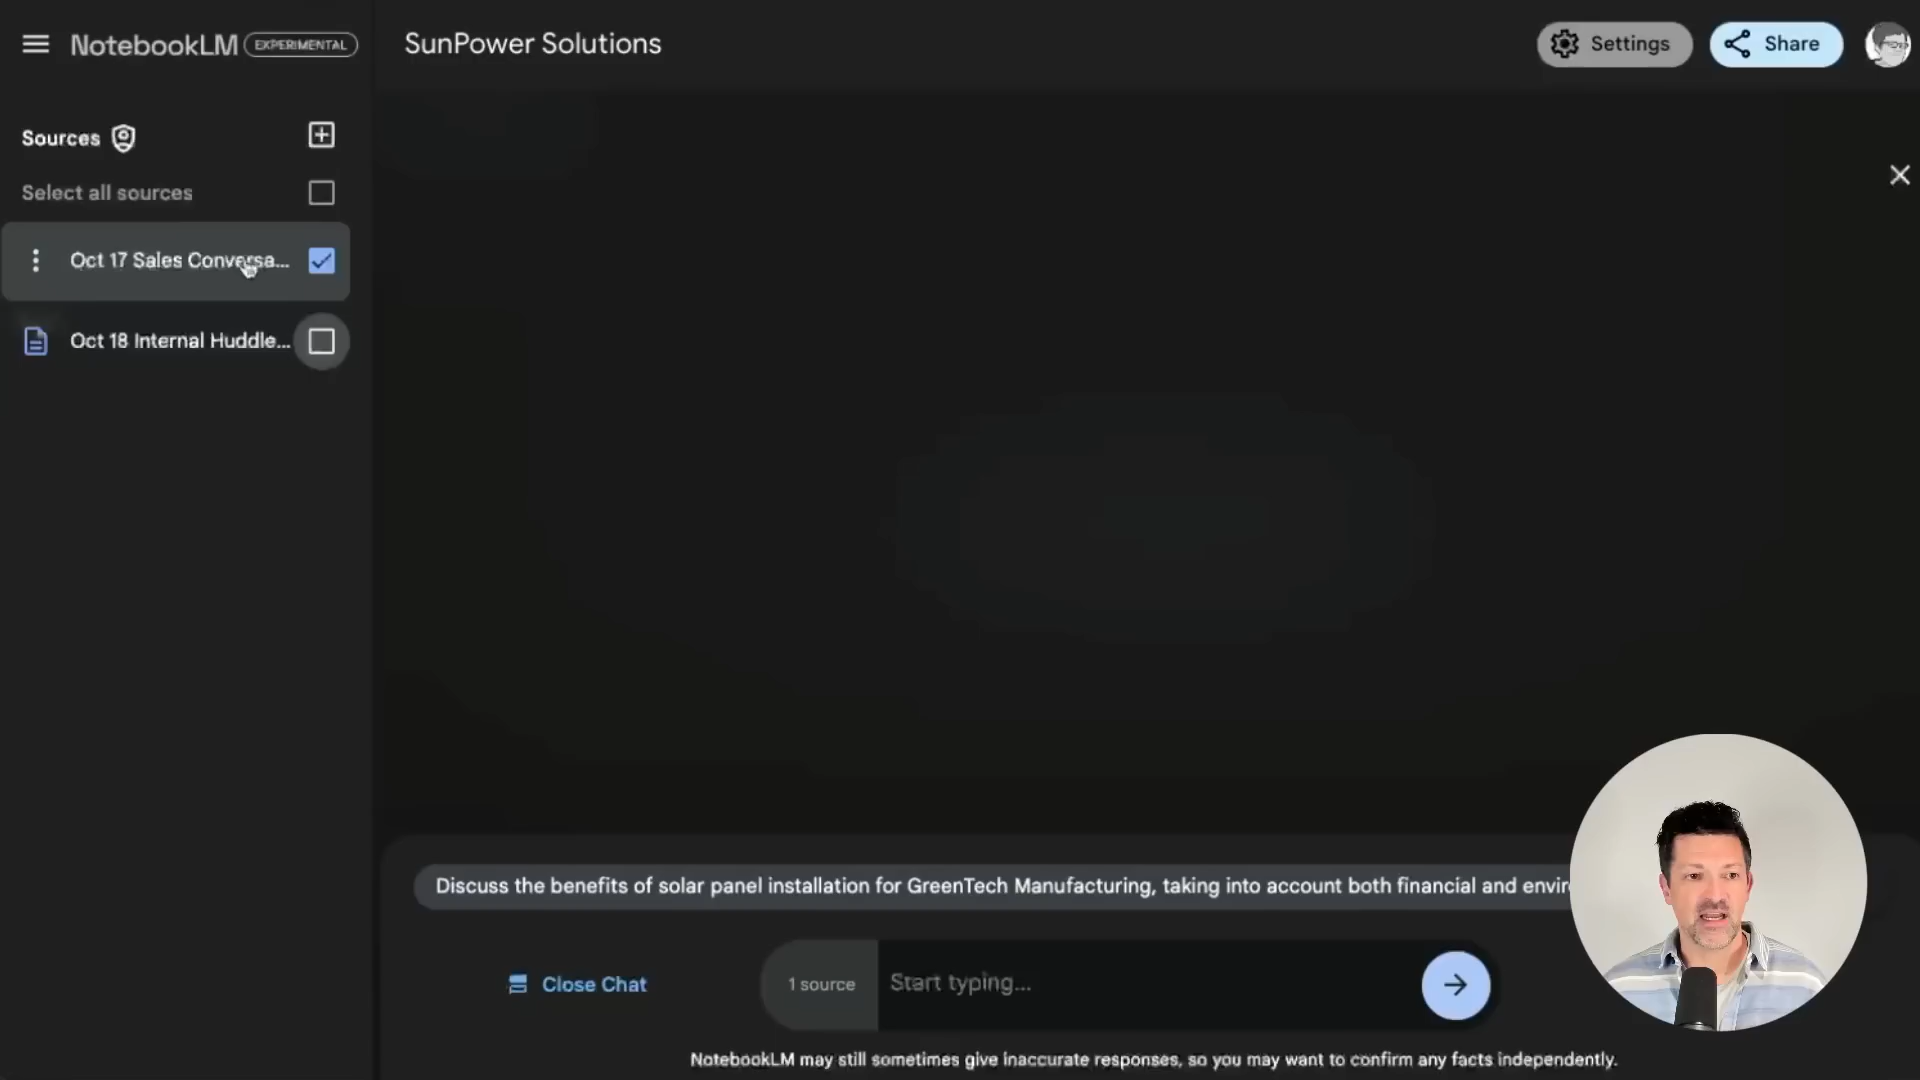 NotebookLM EXPERIMENTAL
SunPower Solutions
Settings
Share
Sources
Select all sources
Oct 17 Sales Conversa...
Oct 18 Internal Huddle...
Discuss the benefits of solar panel installation for GreenTech Manufacturing, taking into account both financial and envir
Close Chat
1 source
Start typing...
NotebookLM may still sometimes give inaccurate responses, so you may want to confirm any facts independently.